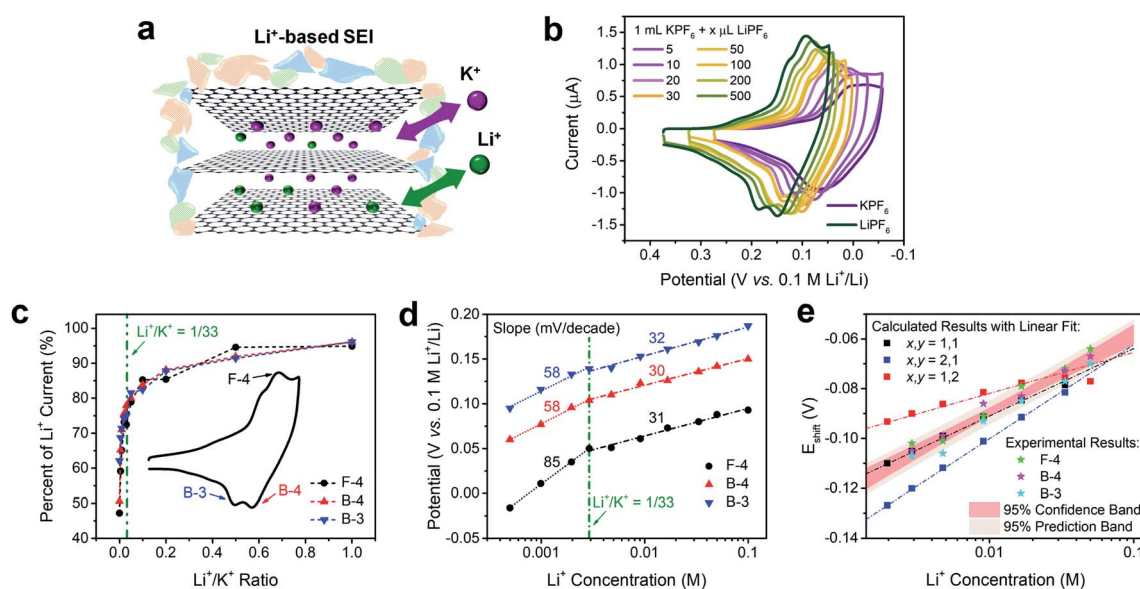 a
Li⁺-based SEI
K⁺
Li⁺
b
1 mL KPF₆ + x μL LiPF₆
5
10
20
30
50
100
200
500
KPF₆
LiPF₆
1.5
1.0
0.5
0.0
-0.5
-1.0
-1.5
Current (μA)
0.4 0.3 0.2 0.1 0.0 -0.1
Potential (V vs. 0.1 M Li⁺/Li)
c
Li⁺/K⁺ = 1/33
100
90
80
70
60
50
40
Percent of Li⁺ Current (%)
F-4
B-3
B-4
F-4
B-4
B-3
0.0 0.2 0.4 0.6 0.8 1.0
Li⁺/K⁺ Ratio
d
Slope (mV/decade)
32
58
30
58
31
85
Li⁺/K⁺ = 1/33
0.20
0.15
0.10
0.05
0.00
-0.05
Potential (V vs. 0.1 M Li⁺/Li)
0.001 0.01 0.1
Li⁺ Concentration (M)
e
Calculated Results with Linear Fit:
x,y = 1,1
x,y = 2,1
x,y = 1,2
Experimental Results:
F-4
B-4
B-3
95% Confidence Band
95% Prediction Band
-0.06
-0.08
-0.10
-0.12
-0.14
E shift (V)
0.01 0.1
Li⁺ Concentration (M)